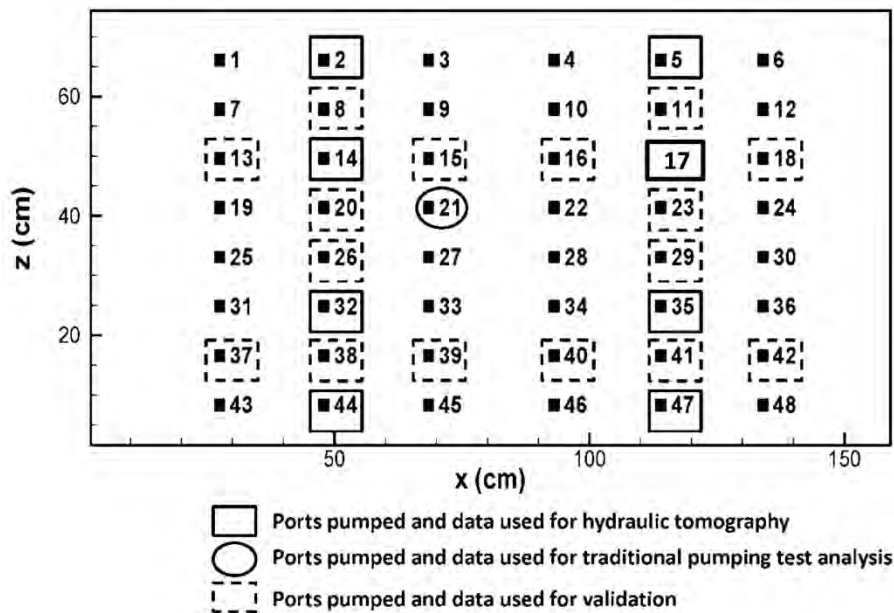 1 2 3 4 5 6
60
7 8 9 10 11 12
13 14 15 16 17 18
z (cm)
40
19 20 21 22 23 24
25 26 27 28 29 30
31 32 33 34 35 36
20
37 38 39 40 41 42
43 44 45 46 47 48
50 100 150
x (cm)
Ports pumped and data used for hydraulic tomography
Ports pumped and data used for traditional pumping test analysis
Ports pumped and data used for validation